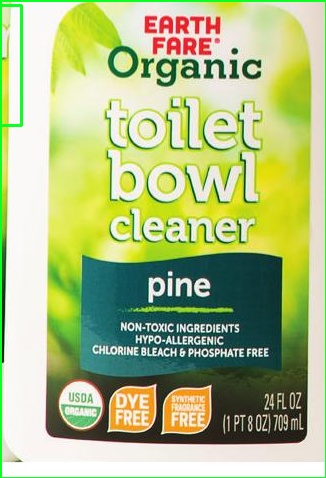 EARTH
FARE®
Organic
toilet
bowl
cleaner
pine
NON-TOXIC INGREDIENTS
HYPO-ALLERGENIC
CHLORINE BLEACH & PHOSPHATE FREE
USDA
ORGANIC
DYE
FREE
SYNTHETIC
FRAGRANCE
FREE
24 FL OZ
(1 PT 8 OZ) 709 mL